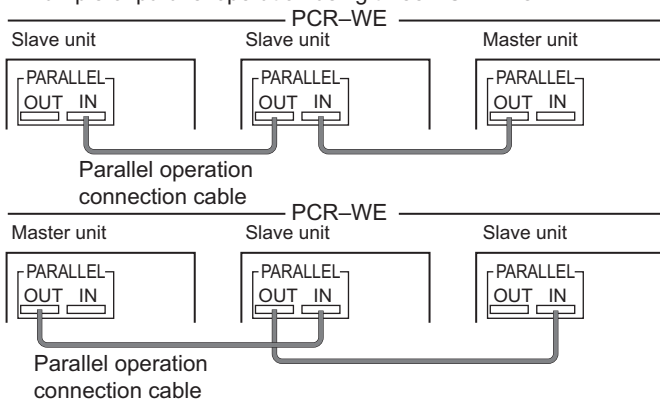 PCR–WE
Slave unit Slave unit Master unit
PARALLEL PARALLEL PARALLEL
OUT IN OUT IN OUT IN
Parallel operation
connection cable
PCR–WE
Master unit Slave unit Slave unit
PARALLEL PARALLEL PARALLEL
OUT IN OUT IN OUT IN
Parallel operation
connection cable